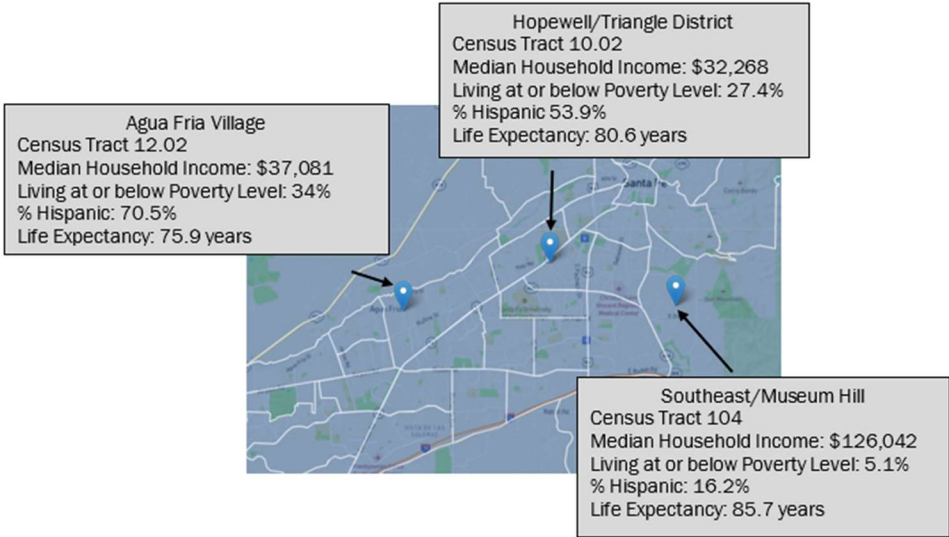 Hopewell/Triangle District
Census Tract 10.02
Median Household Income: $32,268
Living at or below Poverty Level: 27.4%
% Hispanic 53.9%
Life Expectancy: 80.6 years
Agua Fria Village
Census Tract 12.02
Median Household Income: $37,081
Living at or below Poverty Level: 34%
% Hispanic: 70.5%
Life Expectancy: 75.9 years
Santa Fe
Agua Fria
Southeast/Museum Hill
Census Tract 104
Median Household Income: $126,042
Living at or below Poverty Level: 5.1%
% Hispanic: 16.2%
Life Expectancy: 85.7 years